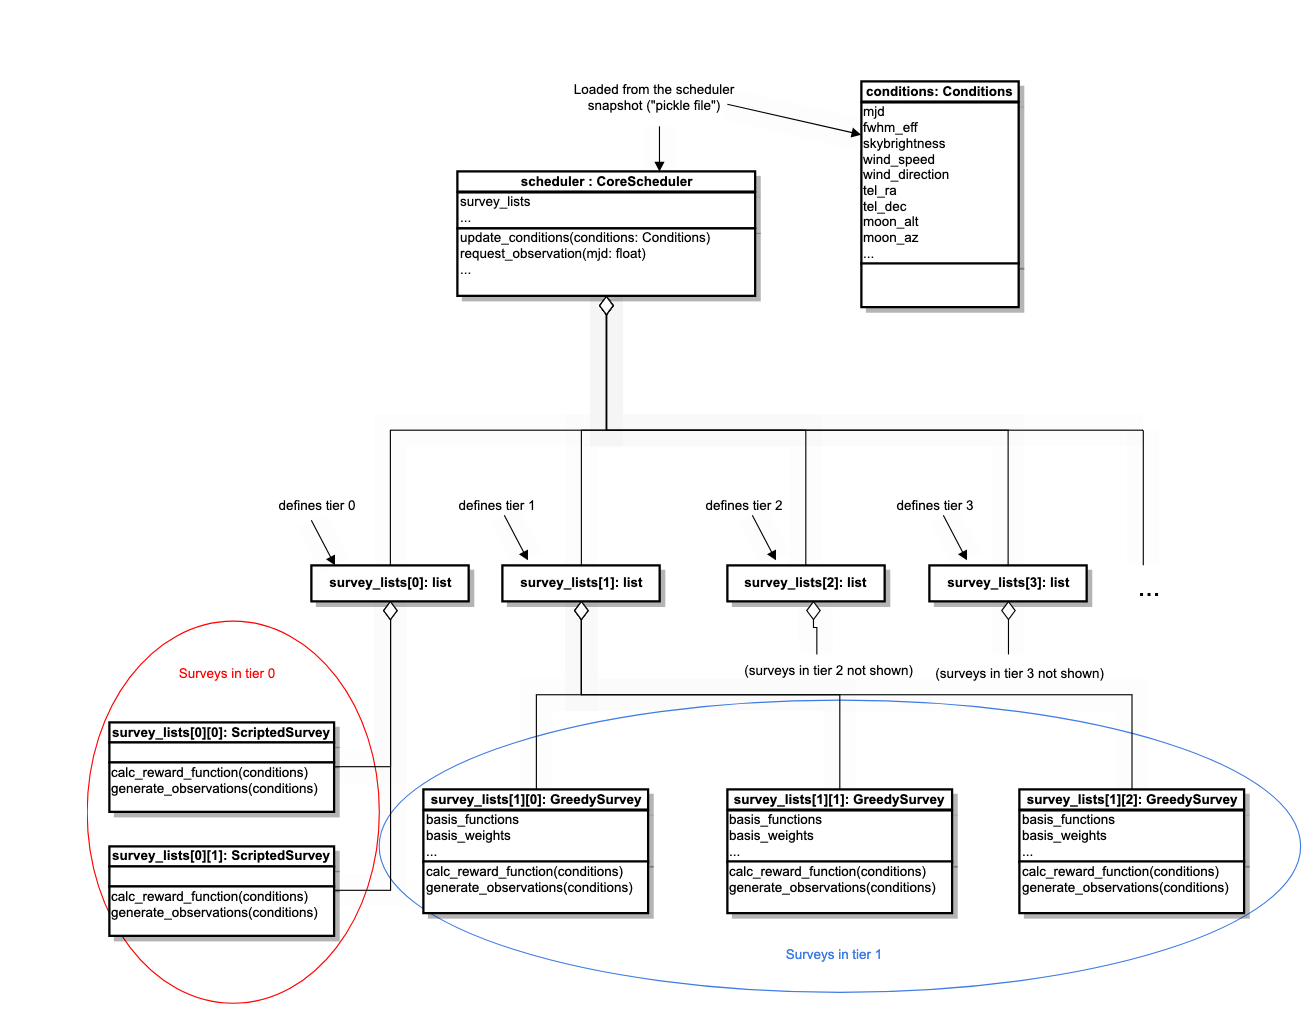 Loaded from the scheduler
snapshot ("pickle file")
conditions: Conditions
mjd
fwhm_eff
skybrightness
wind_speed
wind_direction
tel_ra
tel_dec
moon_alt
moon_az
...
scheduler : CoreScheduler
survey_lists
...
update_conditions(conditions: Conditions)
request_observation(mjd: float)
...
defines tier 0
defines tier 1
defines tier 2
defines tier 3
survey_lists[0]: list
survey_lists[1]: list
survey_lists[2]: list
survey_lists[3]: list
...
(surveys in tier 2 not shown)
(surveys in tier 3 not shown)
Surveys in tier 0
survey_lists[0][0]: ScriptedSurvey
calc_reward_function(conditions)
generate_observations(conditions)
survey_lists[0][1]: ScriptedSurvey
calc_reward_function(conditions)
generate_observations(conditions)
survey_lists[1][0]: GreedySurvey
basis_functions
basis_weights
...
calc_reward_function(conditions)
generate_observations(conditions)
survey_lists[1][1]: GreedySurvey
basis_functions
basis_weights
...
calc_reward_function(conditions)
generate_observations(conditions)
survey_lists[1][2]: GreedySurvey
basis_functions
basis_weights
...
calc_reward_function(conditions)
generate_observations(conditions)
Surveys in tier 1